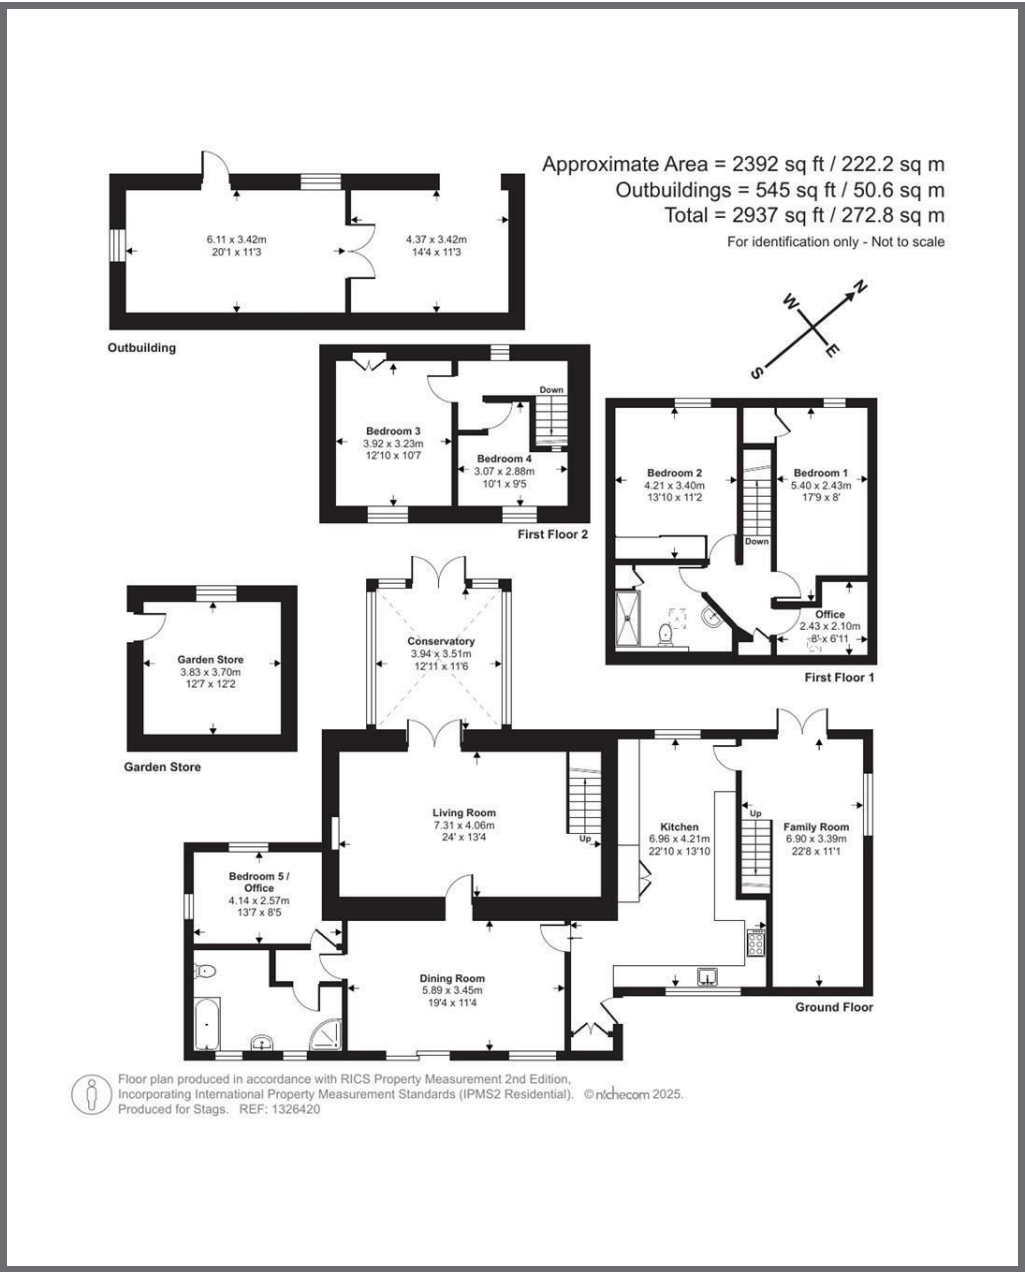 Approximate Area = 2392 sq ft / 222.2 sq m
Outbuildings = 545 sq ft / 50.6 sq m
Total = 2937 sq ft / 272.8 sq m
For identification only - Not to scale
6.11 x 3.42m
20'1 x 11'3
4.37 x 3.42m
14'4 x 11'3
Outbuilding
N
W
E
S
Bedroom 3
3.92 x 3.23m
12'10 x 10'7
Down
Bedroom 4
3.07 x 2.88m
10'1 x 9'5
First Floor 2
Bedroom 2
4.21 x 3.40m
13'10 x 11'2
Down
Bedroom 1
5.40 x 2.43m
17'9 x 8'
Office
2.43 x 2.10m
8' x 6'11
First Floor 1
Garden Store
3.83 x 3.70m
12'7 x 12'2
Garden Store
Conservatory
3.94 x 3.51m
12'11 x 11'6
Living Room
7.31 x 4.06m
24' x 13'4
Up
Kitchen
6.96 x 4.21m
22'10 x 13'10
Up
Family Room
6.90 x 3.39m
22'8 x 11'1
Bedroom 5 /
Office
4.14 x 2.57m
13'7 x 8'5
Dining Room
5.89 x 3.45m
19'4 x 11'4
Ground Floor
Floor plan produced in accordance with RICS Property Measurement 2nd Edition,
Incorporating International Property Measurement Standards (IPMS2 Residential). © nichecom 2025.
Produced for Stags. REF: 1326420